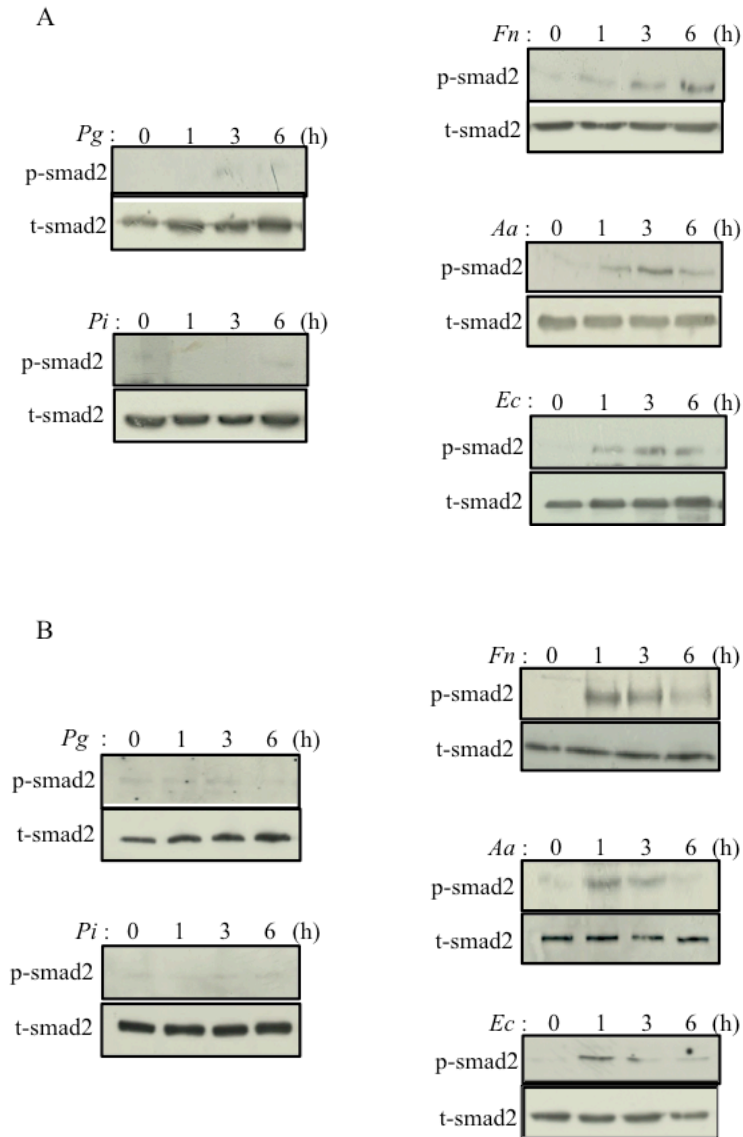 A
Pg : 0 1 3 6 (h)
p-smad2
t-smad2
Pi : 0 1 3 6 (h)
p-smad2
t-smad2
Fn : 0 1 3 6 (h)
p-smad2
t-smad2
Aa : 0 1 3 6 (h)
p-smad2
t-smad2
Ec : 0 1 3 6 (h)
p-smad2
t-smad2
B
Pg : 0 1 3 6 (h)
p-smad2
t-smad2
Pi : 0 1 3 6 (h)
p-smad2
t-smad2
Fn : 0 1 3 6 (h)
p-smad2
t-smad2
Aa : 0 1 3 6 (h)
p-smad2
t-smad2
Ec : 0 1 3 6 (h)
p-smad2
t-smad2